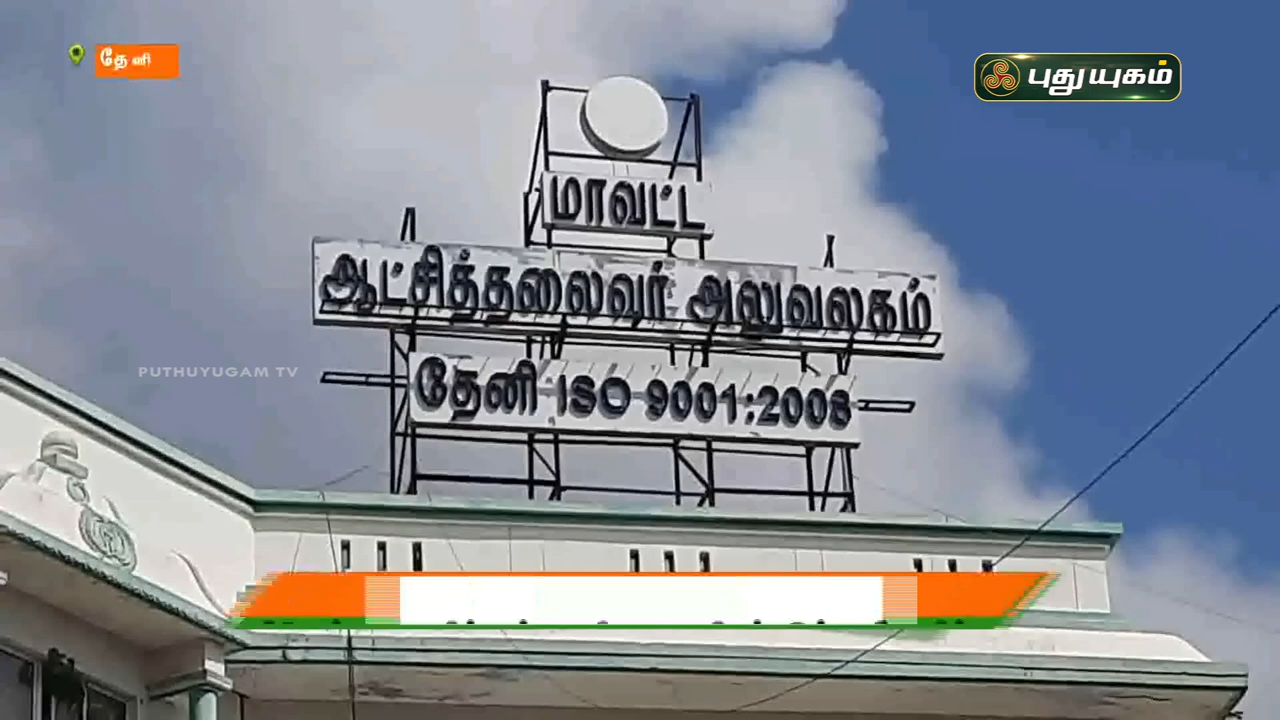 தேனி
புதுயுகம்
மாவட்ட
ஆட்சித்தலைவர் அலுவலகம்
PUTHUYUGAM TV
தேனி ISO 9001:2008